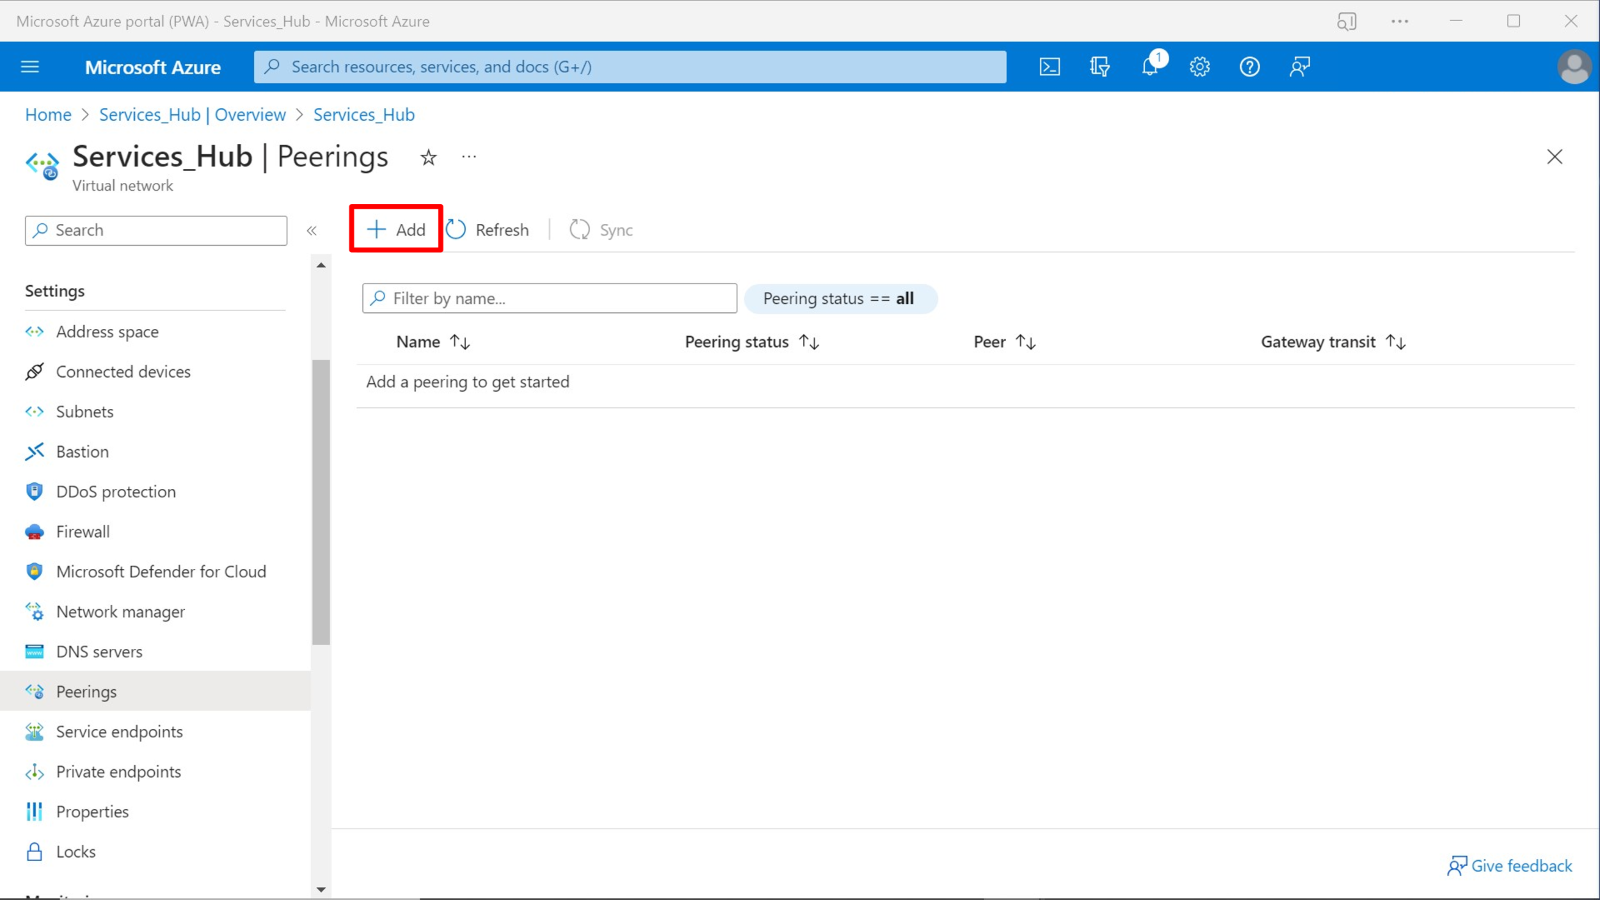 Microsoft Azure portal (PWA) - Services_Hub - Microsoft Azure
Microsoft Azure
Search resources, services, and docs (G+/)
1
Home > Services_Hub | Overview > Services_Hub
Services_Hub | Peerings
Virtual network
Search
«
Add
Refresh
Sync
Settings
Filter by name...
Peering status == all
Address space
Name
Peering status
Peer
Gateway transit
Connected devices
Add a peering to get started
Subnets
Bastion
DDoS protection
Firewall
Microsoft Defender for Cloud
Network manager
DNS servers
Peerings
Service endpoints
Private endpoints
Properties
Locks
Give feedback